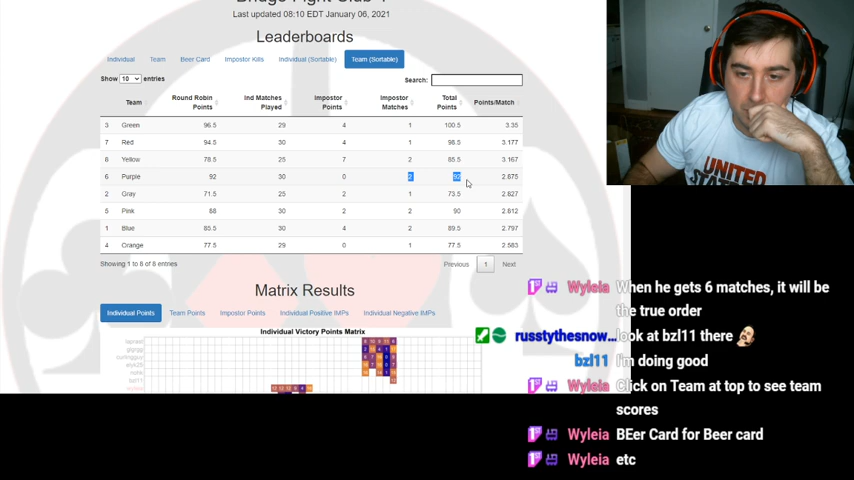 Bridge Fight Club 4
Last updated 08:10 EDT January 06, 2021
Leaderboards
Individual Team Beer Card Impostor Kills Individual (Sortable) Team (Sortable)
Show 10 entries Search:
Team Round Robin Points Ind Matches Played Impostor Points Impostor Matches Total Points Points/Match
3 Green 96.5 29 4 1 100.5 3.35
7 Red 94.5 30 4 1 98.5 3.177
8 Yellow 78.5 25 7 2 85.5 3.167
6 Purple 92 30 0 2 92 2.875
2 Gray 71.5 25 2 1 73.5 2.827
5 Pink 88 30 2 2 90 2.812
1 Blue 85.5 30 4 2 89.5 2.797
4 Orange 77.5 29 0 1 77.5 2.583
Showing 1 to 8 of 8 entries Previous 1 Next
Matrix Results
Individual Points Team Points Impostor Points Individual Positive IMPs Individual Negative IMPs
Individual Victory Points Matrix
bzl11
UNITED
Wyleia When he gets 6 matches, it will be
the true order
russtythesnow... look at bzl11 there
bzl11 I'm doing good
Wyleia Click on Team at top to see team
scores
Wyleia BEer Card for Beer card
Wyleia etc